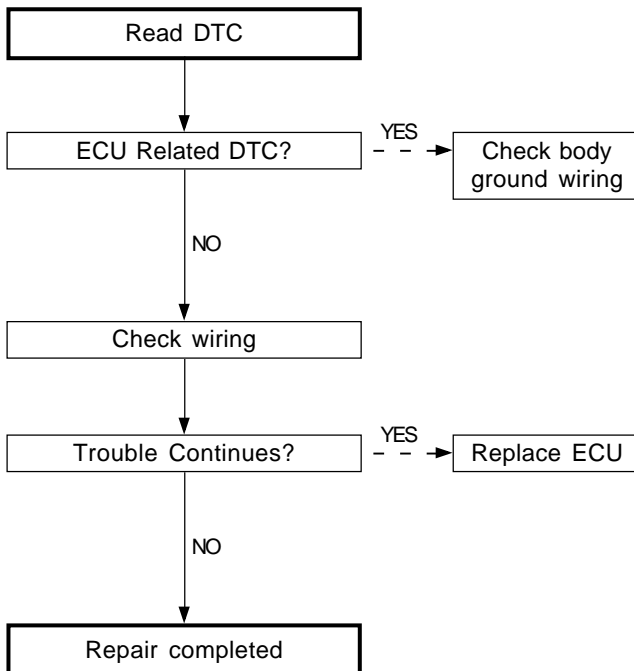 Read DTC
ECU Related DTC?
YES
Check body
ground wiring
NO
Check wiring
Trouble Continues?
YES
Replace ECU
NO
Repair completed